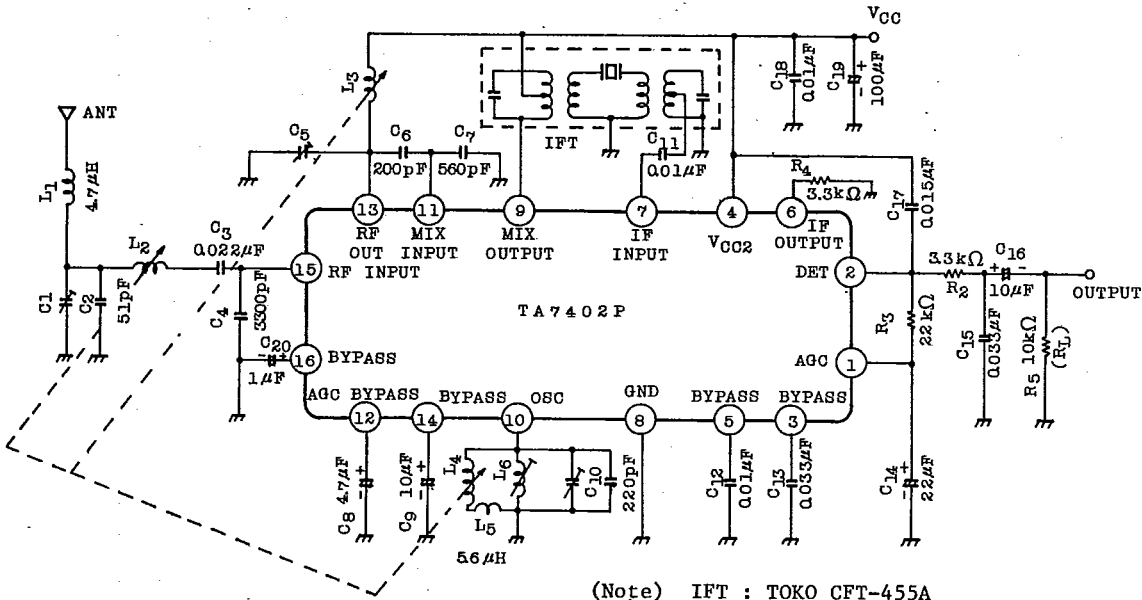 VCC
C18
0.01μF
C19
+
-
100μF
L3
ANT
L1
4.7μH
C5
C6
200pF
C7
560pF
IFT
C11
0.01μF
R4
3.3kΩ
C17
0.015μF
13
11
9
7
4
6
RF OUT
MIX INPUT
MIX OUTPUT
IF INPUT
VCC2
IF OUTPUT
L2
C3
0.022μF
15
RF INPUT
DET
2
3.3kΩ
R2
C16
+
-
10μF
OUTPUT
C1
C2
51pF
C4
3300pF
TA7402P
R3
22kΩ
C15
0.033μF
R5 10kΩ
(RL)
C20
-
+
1μF
16
BYPASS
AGC
1
AGC BYPASS
BYPASS
OSC
GND
BYPASS
BYPASS
12
14
10
8
5
3
C8
4.7μF
+
-
C9
10μF
+
-
L4
L6
C10
220pF
L5
5.6μH
C12
0.01μF
C13
0.033μF
C14
+
-
22μF
(Note) IFT : TOKO CFT-455A